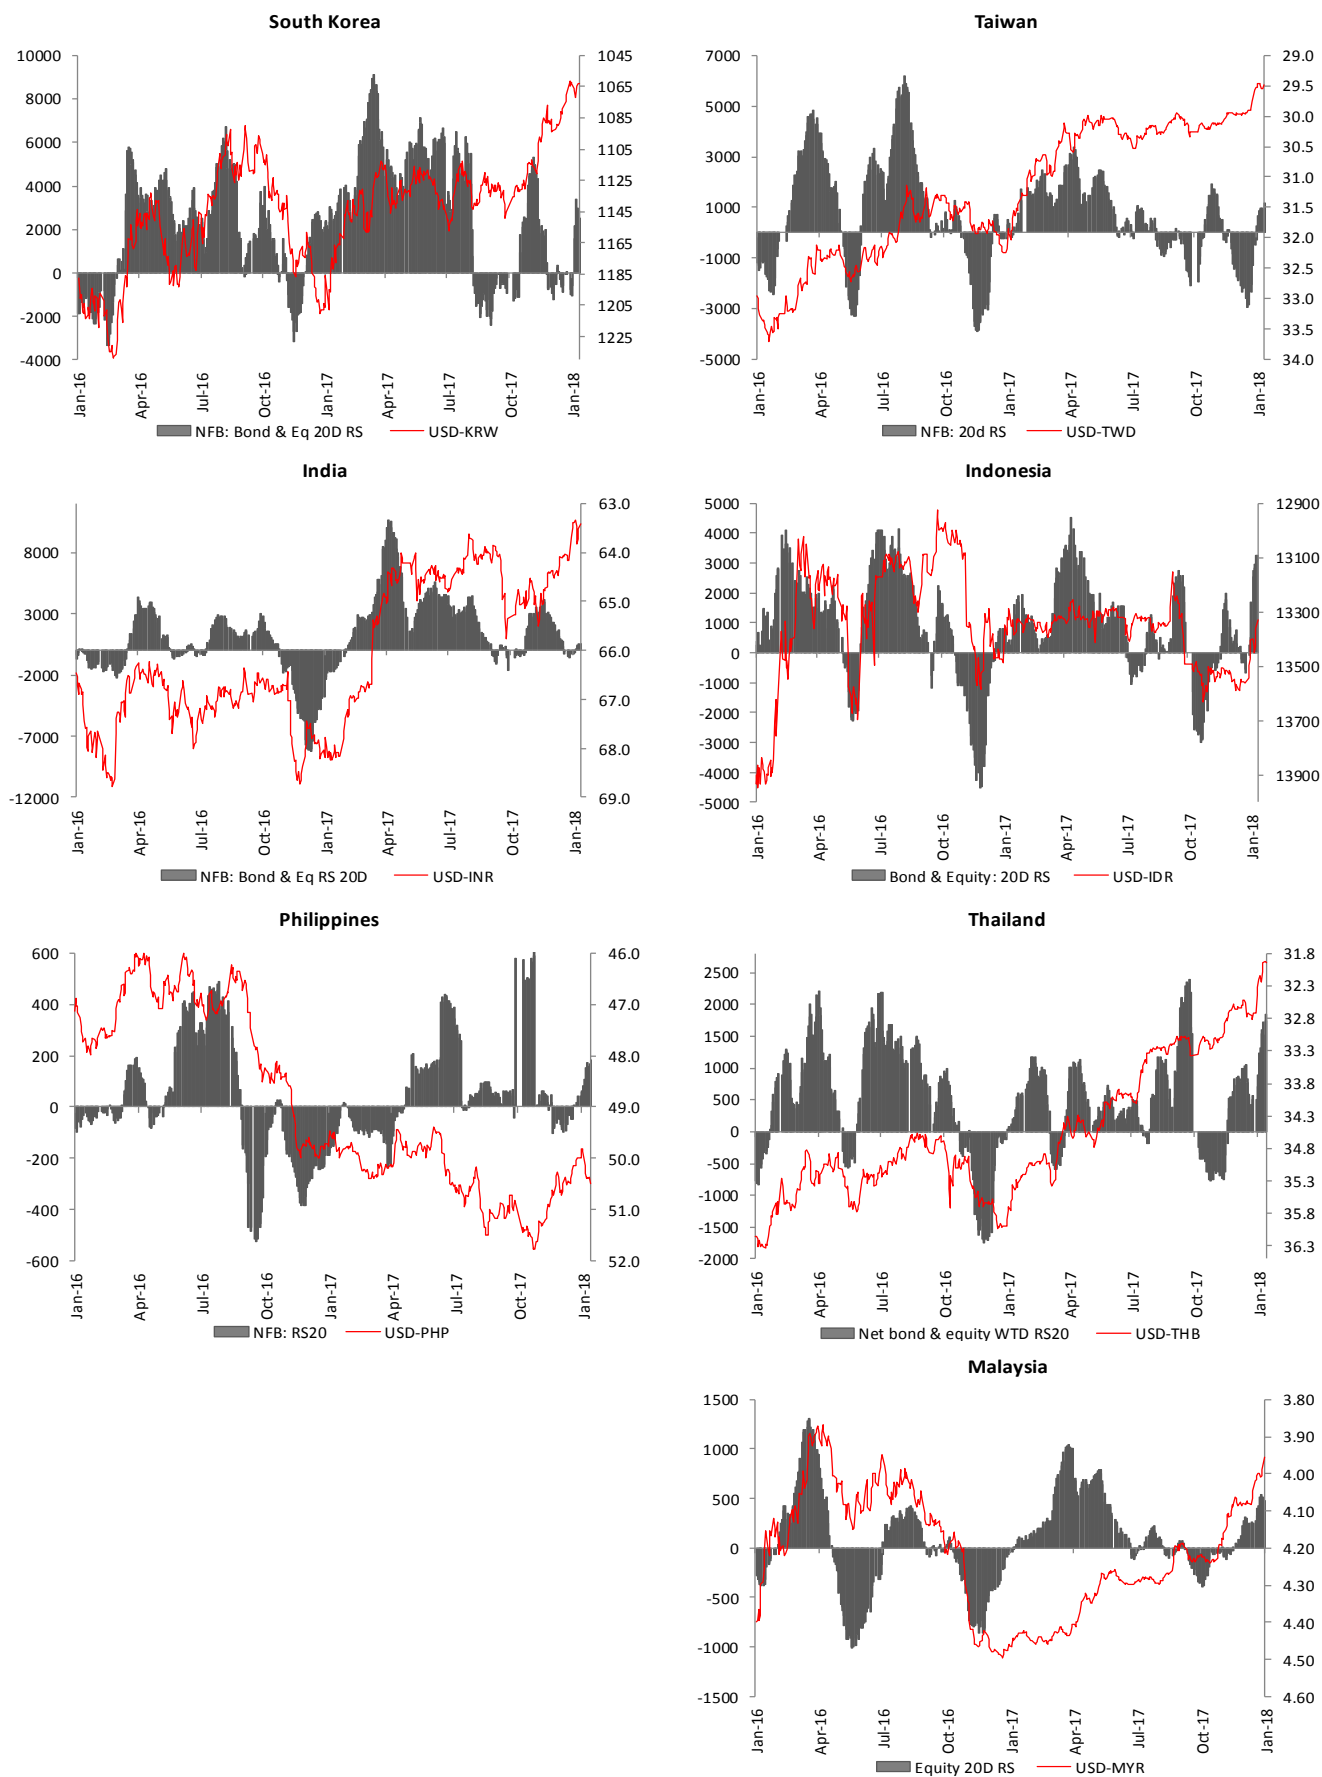 South Korea
10000
8000
6000
4000
2000
0
-2000
-4000
1045
1065
1085
1105
1125
1145
1165
1185
1205
1225
Jan-16
Apr-16
Jul-16
Oct-16
Jan-17
Apr-17
Jul-17
Oct-17
Jan-18
NFB: Bond & Eq 20D RS
USD-KRW
Taiwan
7000
5000
3000
1000
-1000
-3000
-5000
29.0
29.5
30.0
30.5
31.0
31.5
32.0
32.5
33.0
33.5
34.0
Jan-16
Apr-16
Jul-16
Oct-16
Jan-17
Apr-17
Jul-17
Oct-17
Jan-18
NFB: 20d RS
USD-TWD
India
8000
3000
-2000
-7000
-12000
63.0
64.0
65.0
66.0
67.0
68.0
69.0
Jan-16
Apr-16
Jul-16
Oct-16
Jan-17
Apr-17
Jul-17
Oct-17
Jan-18
NFB: Bond & Eq RS 20D
USD-INR
Indonesia
5000
4000
3000
2000
1000
0
-1000
-2000
-3000
-4000
-5000
12900
13100
13300
13500
13700
13900
Jan-16
Apr-16
Jul-16
Oct-16
Jan-17
Apr-17
Jul-17
Oct-17
Jan-18
Bond & Equity: 20D RS
USD-IDR
Philippines
600
400
200
0
-200
-400
-600
46.0
47.0
48.0
49.0
50.0
51.0
52.0
Jan-16
Apr-16
Jul-16
Oct-16
Jan-17
Apr-17
Jul-17
Oct-17
Jan-18
NFB: RS20
USD-PHP
Thailand
2500
2000
1500
1000
500
0
-500
-1000
-1500
-2000
31.8
32.3
32.8
33.3
33.8
34.3
34.8
35.3
35.8
36.3
Jan-16
Apr-16
Jul-16
Oct-16
Jan-17
Apr-17
Jul-17
Oct-17
Jan-18
Net bond & equity WTD RS20
USD-THB
Malaysia
1500
1000
500
0
-500
-1000
-1500
3.80
3.90
4.00
4.10
4.20
4.30
4.40
4.50
4.60
Jan-16
Apr-16
Jul-16
Oct-16
Jan-17
Apr-17
Jul-17
Oct-17
Jan-18
Equity 20D RS
USD-MYR